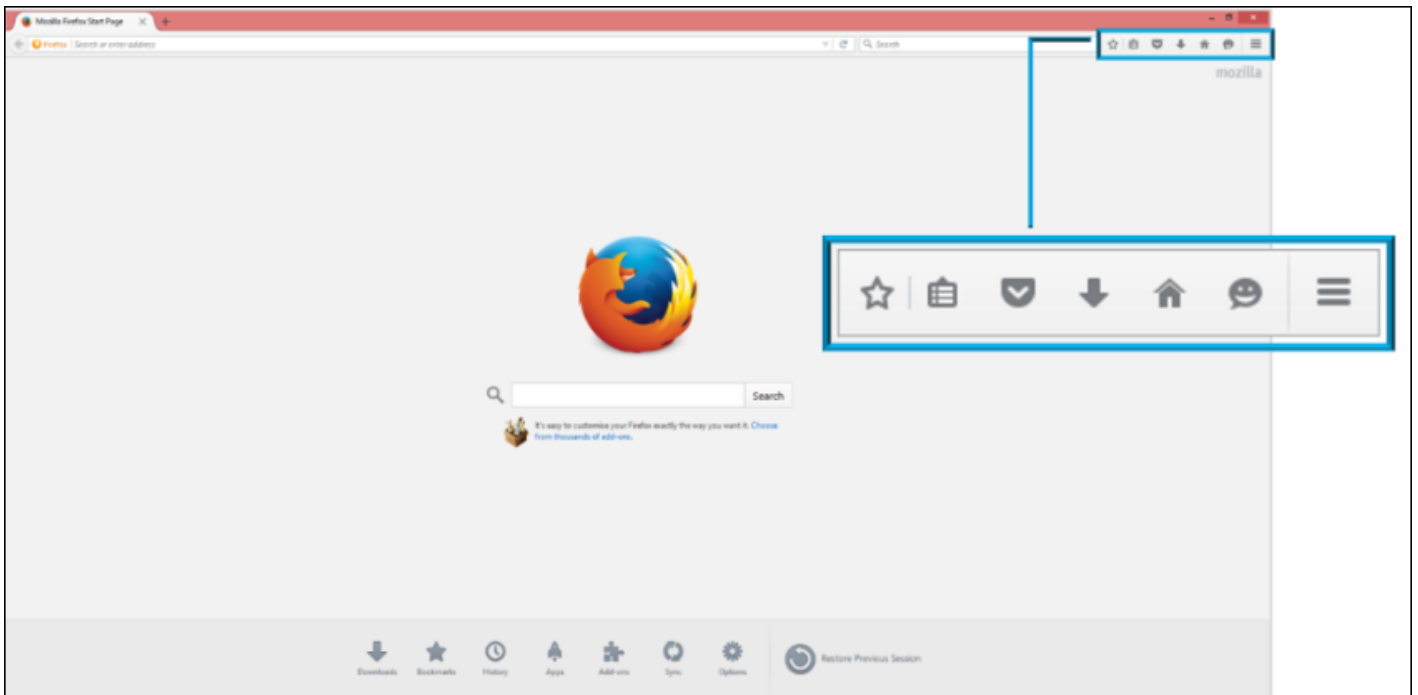 Mozilla Firefox Start Page
Firefox Search or enter address
Search
mozilla
Search
It's easy to customise your Firefox exactly the way you want it. Choose
from thousands of add-ons.
Downloads Bookmarks History Apps Add-ons Sync Options Restore Previous Session